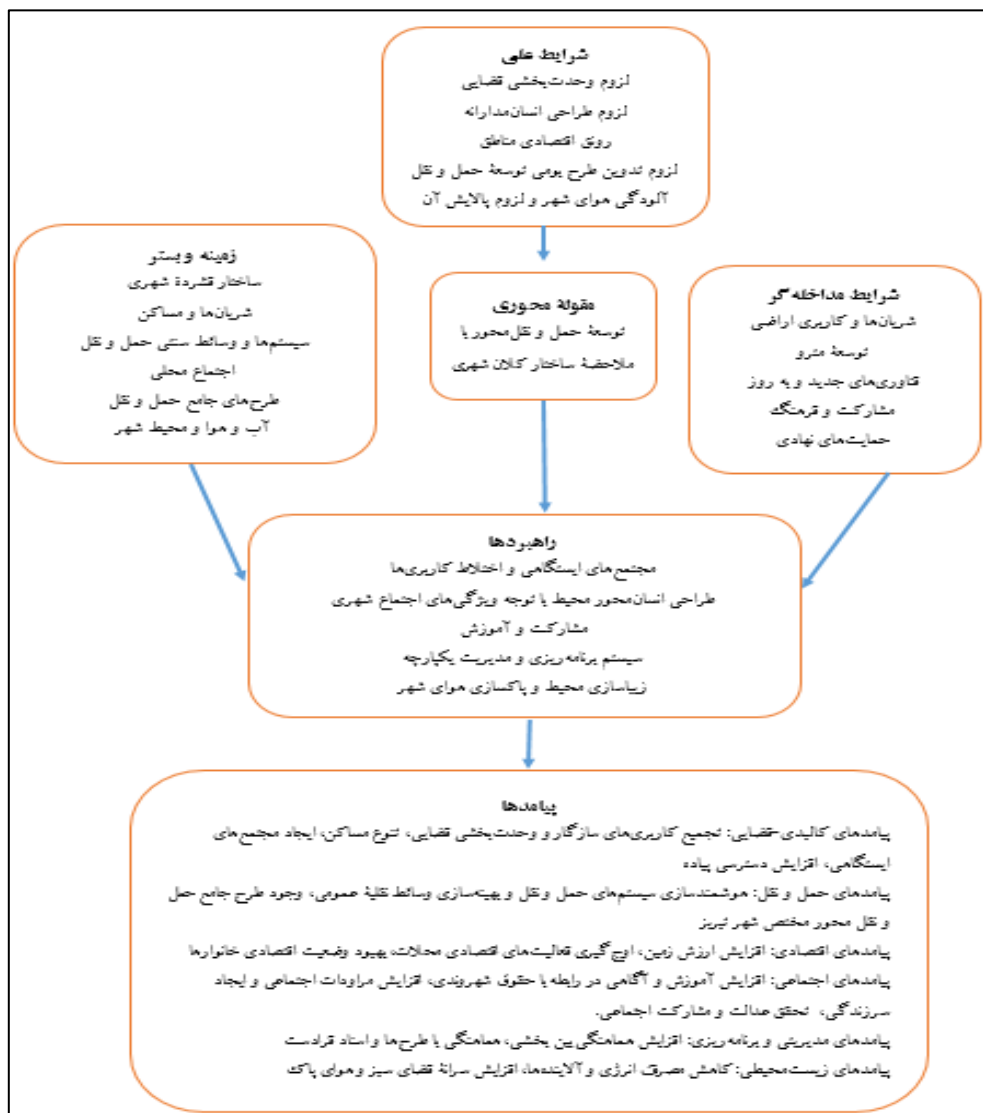 شرایط علی
لزوم وحدت‌بخشی فضایی
لزوم طراحی انسان‌مدارانه
رونق اقتصادی مناطق
لزوم تدوین طرح بومی توسعهٔ حمل و نقل
آلودگی هوای شهر و لزوم پالایش آن
شرایط مداخله‌گر
شریان‌ها و کاربری اراضی
توسعهٔ مترو
فناوری‌های جدید و به روز
مشارکت و فرهنگ
حمایت‌های نهادی
مقولهٔ محوری
توسعهٔ حمل و نقل‌محور با
ملاحضهٔ ساختار کلان شهری
زمینه و بستر
ساختار فشردهٔ شهری
شریان‌ها و مساکن
سیستم‌ها و وسائط سنتی حمل و نقل
اجتماع محلی
طرح‌های جامع حمل و نقل
آب و هوا و محیط شهر
راهبردها
مجتمع‌های ایستگاهی و اختلاط کاربری‌ها
طراحی انسان‌محور محیط با توجه ویژگی‌های اجتماع شهری
مشارکت و آموزش
سیستم برنامه‌ریزی و مدیریت یکپارچه
زیباسازی محیط و پاکسازی هوای شهر
پیامدها
پیامدهای کالبدی-فضایی: تجمیع کاربری‌های سازگار و وحدت‌بخشی فضایی، تنوع مساکن، ایجاد مجتمع‌های
ایستگاهی، افزایش دسترسی پیاده
پیامدهای حمل و نقل: هوشمندسازی سیستم‌های حمل و نقل و بهینه‌سازی وسائط نقلیهٔ عمومی، وجود طرح جامع حمل
و نقل محور مختص شهر تبریز
پیامدهای اقتصادی: افزایش ارزش زمین، اوج‌گیری فعالیت‌های اقتصادی محلات، بهبود وضعیت اقتصادی خانوارها
پیامدهای اجتماعی: افزایش آموزش و آگاهی در رابطه با حقوق شهروندی، افزایش مراودات اجتماعی و ایجاد
سرزندگی، تحقق عدالت و مشارکت اجتماعی.
پیامدهای مدیریتی و برنامه‌ریزی: افزایش هماهنگی بین بخشی، هماهنگی با طرح‌ها و اسناد فرادست
پیامدهای زیست‌محیطی: کاهش مصرف انرژی و آلاینده‌ها، افزایش سرانهٔ فضای سبز و هوای پاک